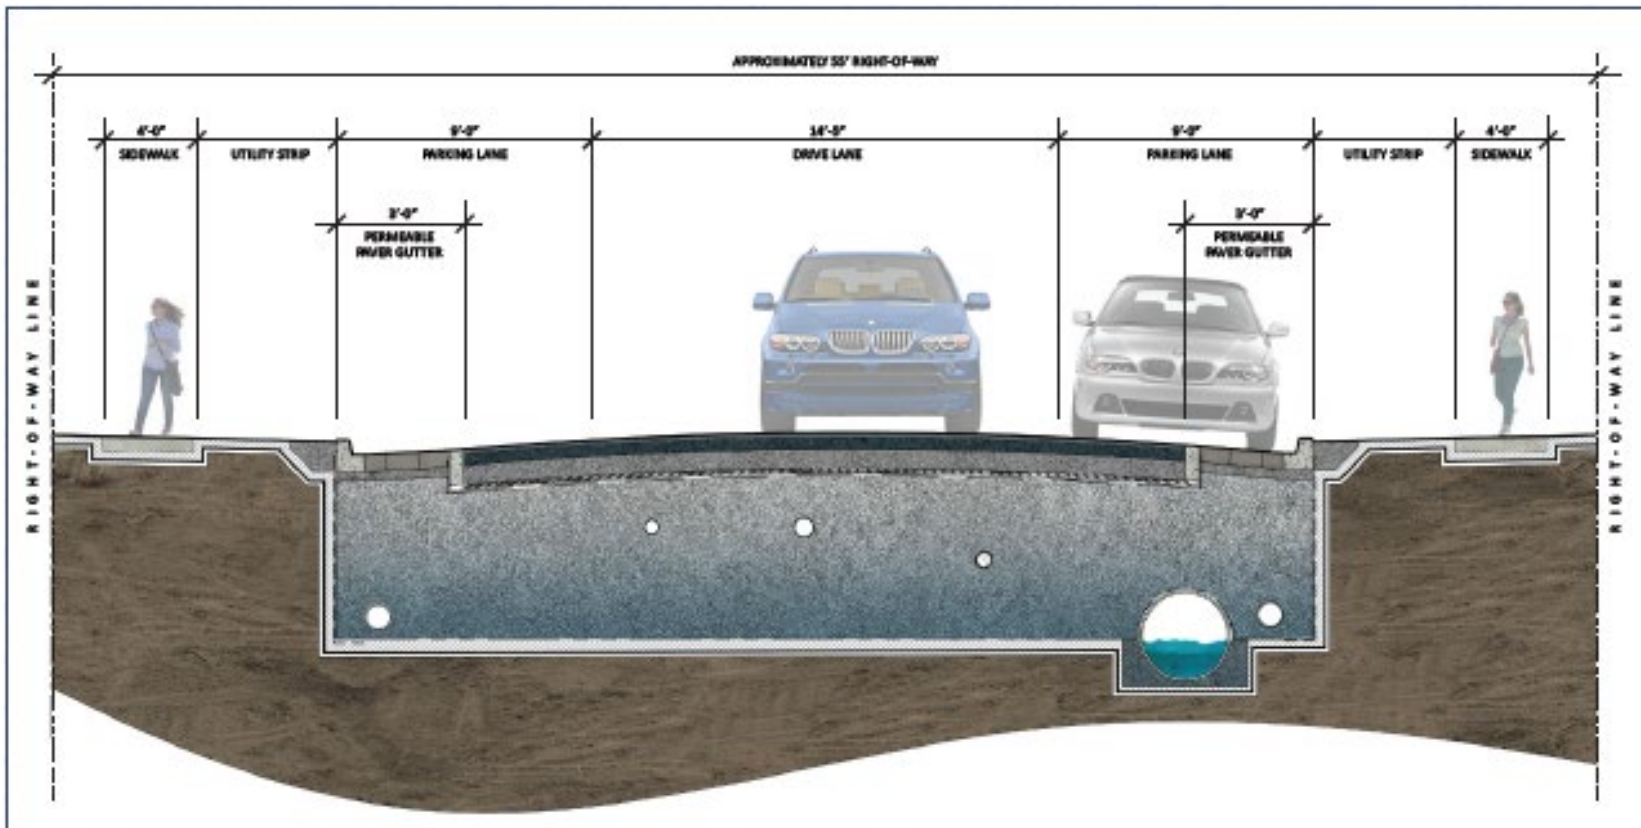 APPROXIMATELY 55' RIGHT-OF-WAY
4'-0" 9'-0" 14'-0" 9'-0" 4'-0"
SIDEWALK UTILITY STRIP PARKING LANE DRIVE LANE PARKING LANE UTILITY STRIP SIDEWALK
3'-0" 3'-0"
PERMEABLE PERMEABLE
PAVER GUTTER PAVER GUTTER
RIGHT-OF-WAY LINE
RIGHT-OF-WAY LINE